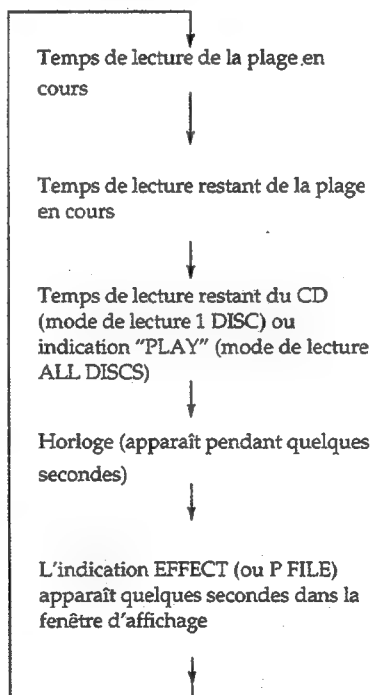 Temps de lecture de la plage en
cours
Temps de lecture restant de la plage
en cours
Temps de lecture restant du CD
(mode de lecture 1 DISC) ou
indication "PLAY" (mode de lecture
ALL DISCS)
Horloge (apparaît pendant quelques
secondes)
L'indication EFFECT (ou P FILE)
apparaît quelques secondes dans la
fenêtre d'affichage